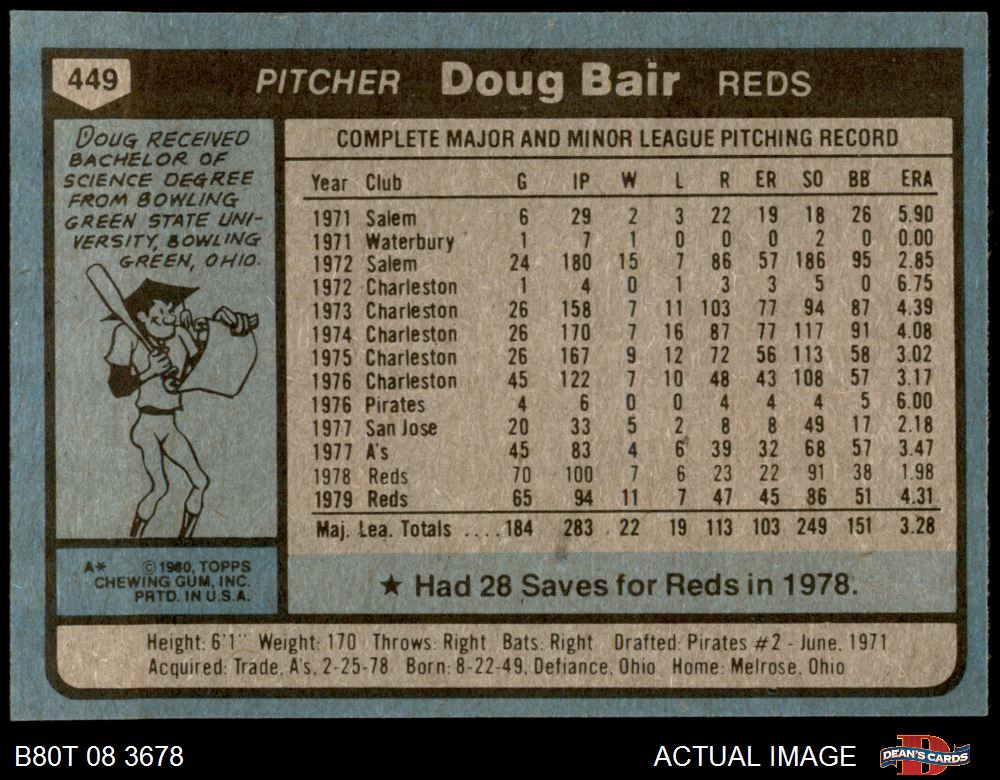 449
PITCHER Doug Bair REDS
DOUG RECEIVED
BACHELOR OF
SCIENCE DEGREE
FROM BOWLING
GREEN STATE UNI-
VERSITY, BOWLING
GREEN, OHIO.
COMPLETE MAJOR AND MINOR LEAGUE PITCHING RECORD
Year Club G IP W L R ER SO BB ERA
1971 Salem 6 29 2 3 22 19 18 26 5.90
1971 Waterbury 1 7 1 0 0 0 2 0 0.00
1972 Salem 24 180 15 7 86 57 186 95 2.85
1972 Charleston 1 4 0 1 3 3 5 0 6.75
1973 Charleston 26 158 7 11 103 77 94 87 4.39
1974 Charleston 26 170 7 16 87 77 117 91 4.08
1975 Charleston 26 167 9 12 72 56 113 58 3.02
1976 Charleston 45 122 7 10 48 43 108 57 3.17
1976 Pirates 4 6 0 0 4 4 4 5 6.00
1977 San Jose 20 33 5 2 8 8 49 17 2.18
1977 A's 45 83 4 6 39 32 68 57 3.47
1978 Reds 70 100 7 6 23 22 91 38 1.98
1979 Reds 65 94 11 7 47 45 86 51 4.31
Maj. Lea. Totals ....184 283 22 19 113 103 249 151 3.28
A* ©1980, TOPPS
CHEWING GUM, INC.
PRTD. IN U.S.A.
★ Had 28 Saves for Reds in 1978.
Height: 6'1" Weight: 170 Throws: Right Bats: Right Drafted: Pirates #2 - June, 1971
Acquired: Trade, A's, 2-25-78 Born: 8-22-49, Defiance, Ohio Home: Melrose, Ohio
B80T 08 3678
ACTUAL IMAGE
DEAN'S CARDS